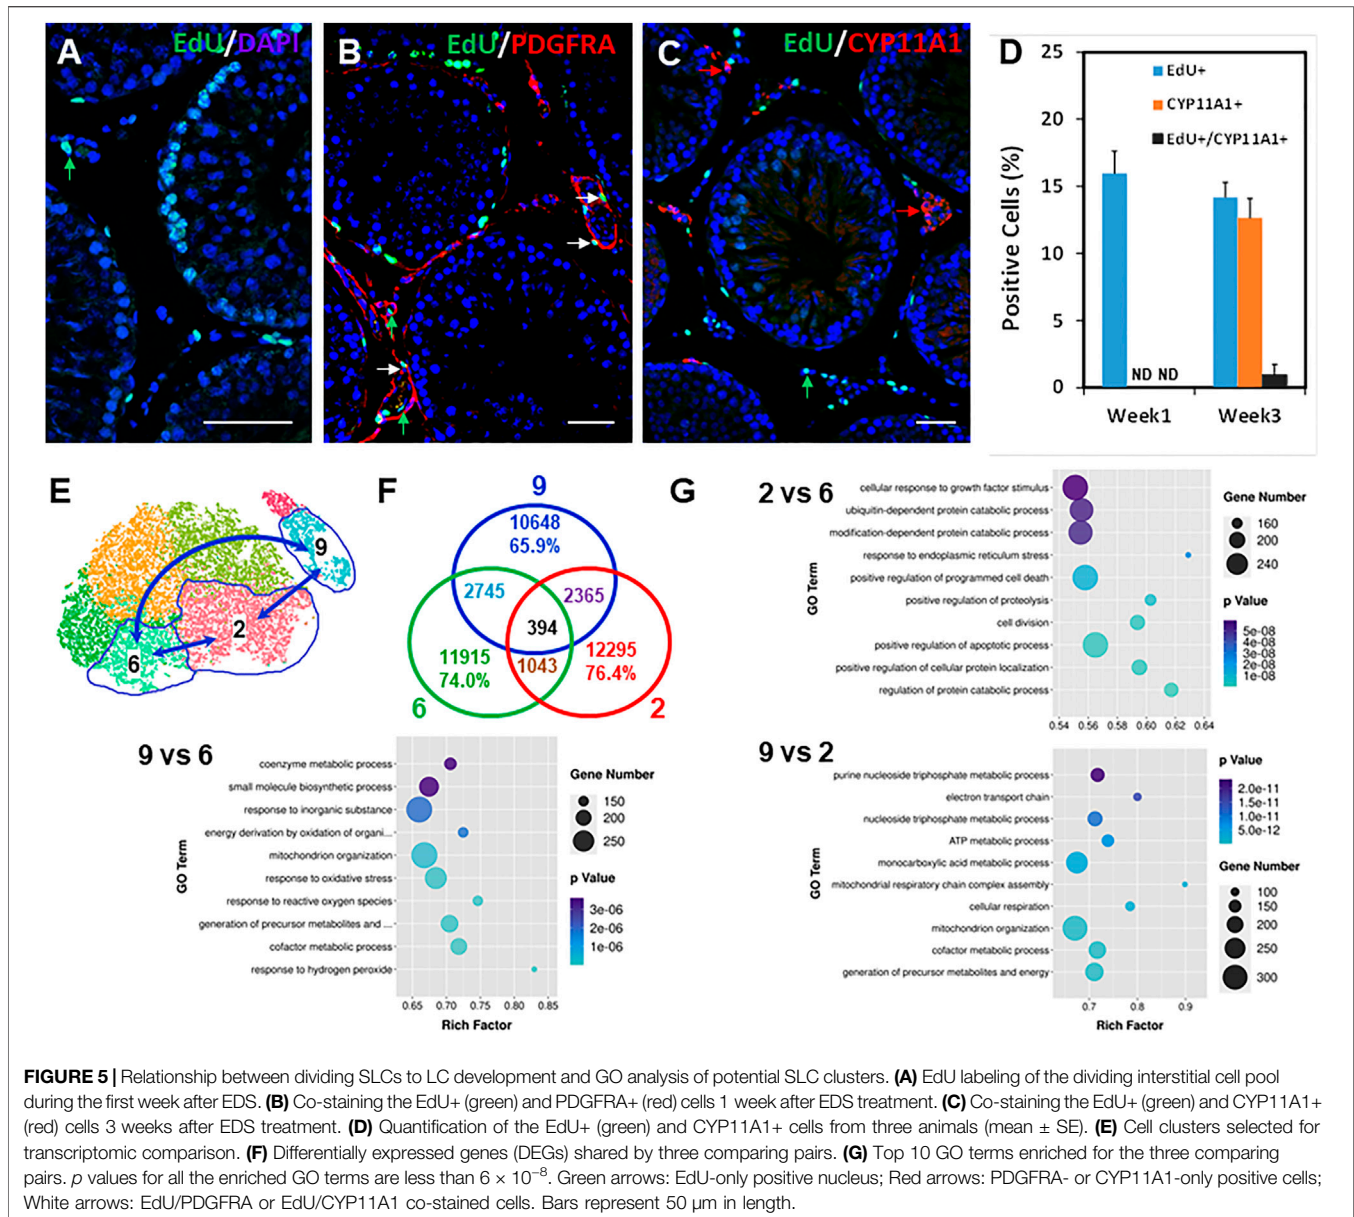 A
EdU/DAPI
B
EdU/PDGFRA
C
EdU/CYP11A1
D
25
20
15
10
5
0
Positive Cells (%)
EdU+
CYP11A1+
EdU+/CYP11A1+
ND ND
Week1
Week3
E
9
2
6
F
9
10648
65.9%
2745
2365
394
11915
74.0%
1043
12295
76.4%
6
2
G
2 vs 6
GO Term
cellular response to growth factor stimulus
ubiquitin-dependent protein catabolic process
modification-dependent protein catabolic process
response to endoplasmic reticulum stress
positive regulation of programmed cell death
positive regulation of proteolysis
cell division
positive regulation of apoptotic process
positive regulation of cellular protein localization
regulation of protein catabolic process
0.54 0.56 0.58 0.60 0.62 0.64
Gene Number
160
200
240
p Value
5e-08
4e-08
3e-08
2e-08
1e-08
9 vs 6
GO Term
coenzyme metabolic process
small molecule biosynthetic process
response to inorganic substance
energy derivation by oxidation of organi...
mitochondrion organization
response to oxidative stress
response to reactive oxygen species
generation of precursor metabolites and ...
cofactor metabolic process
response to hydrogen peroxide
0.65 0.70 0.75 0.80 0.85
Rich Factor
Gene Number
150
200
250
p Value
3e-06
2e-06
1e-06
9 vs 2
GO Term
purine nucleoside triphosphate metabolic process
electron transport chain
nucleoside triphosphate metabolic process
ATP metabolic process
monocarboxylic acid metabolic process
mitochondrial respiratory chain complex assembly
cellular respiration
mitochondrion organization
cofactor metabolic process
generation of precursor metabolites and energy
0.7 0.8 0.9
Rich Factor
p Value
2.0e-11
1.5e-11
1.0e-11
5.0e-12
Gene Number
100
150
200
250
300
FIGURE 5 | Relationship between dividing SLCs to LC development and GO analysis of potential SLC clusters. (A) EdU labeling of the dividing interstitial cell pool
during the first week after EDS. (B) Co-staining the EdU+ (green) and PDGFRA+ (red) cells 1 week after EDS treatment. (C) Co-staining the EdU+ (green) and CYP11A1+
(red) cells 3 weeks after EDS treatment. (D) Quantification of the EdU+ (green) and CYP11A1+ cells from three animals (mean ± SE). (E) Cell clusters selected for
transcriptomic comparison. (F) Differentially expressed genes (DEGs) shared by three comparing pairs. (G) Top 10 GO terms enriched for the three comparing
pairs. p values for all the enriched GO terms are less than 6 × 10⁻⁸. Green arrows: EdU-only positive nucleus; Red arrows: PDGFRA- or CYP11A1-only positive cells;
White arrows: EdU/PDGFRA or EdU/CYP11A1 co-stained cells. Bars represent 50 μm in length.